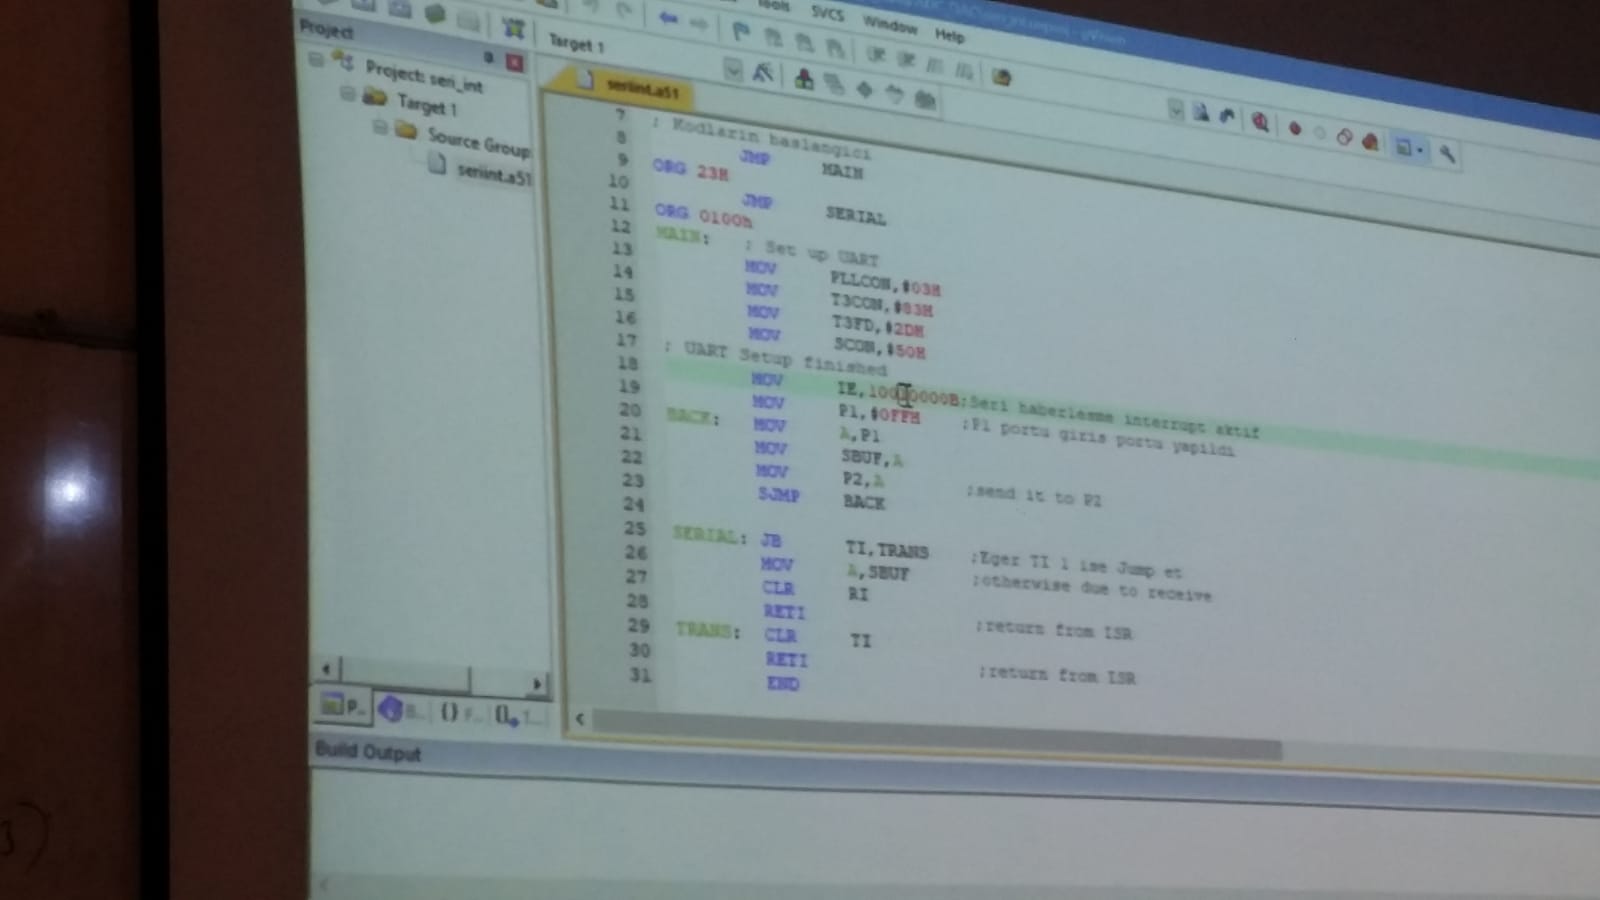 Tools SVCS Window Help
Target 1
Project
Project: seri_int
Target 1
Source Group
seriint.a51
seriint.a51
7 ; Kodlarin baslangici
8 JMP MAIN
9 ORG 23H
10 JMP SERIAL
11 ORG 0100h
12 MAIN: ; Set up UART
13 MOV PLLCON,#03H
14 MOV T3CON,#83H
15 MOV T3FD,#2DH
16 MOV SCON,#50H
17 ; UART Setup finished
18 MOV IE,10010000B;Seri haberlesme interrupt aktif
19 MOV P1,#0FFH ;P1 portu giris portu yapildi
20 BACK: MOV A,P1
21 MOV SBUF,A
22 MOV P2,A ;send it to P2
23 SJMP BACK
24
25 SERIAL: JB TI,TRANS ;Eger TI 1 ise Jump et
26 MOV A,SBUF ;otherwise due to receive
27 CLR RI
28 RETI ;return from ISR
29 TRANS: CLR TI
30 RETI ;return from ISR
31 END
P...
B...
{} F...
Build Output